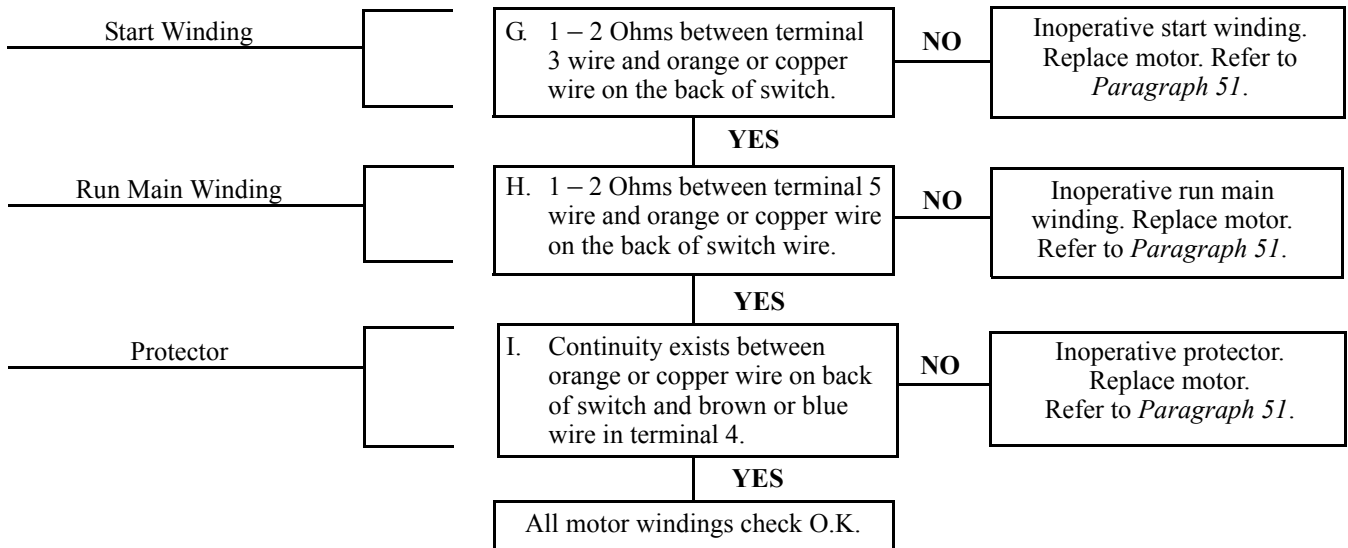 Start Winding
G. 1 – 2 Ohms between terminal
3 wire and orange or copper
wire on the back of switch.
NO
Inoperative start winding.
Replace motor. Refer to
Paragraph 51.
YES
Run Main Winding
H. 1 – 2 Ohms between terminal 5
wire and orange or copper wire
on the back of switch wire.
NO
Inoperative run main
winding. Replace motor.
Refer to Paragraph 51.
YES
Protector
I. Continuity exists between
orange or copper wire on back
of switch and brown or blue
wire in terminal 4.
NO
Inoperative protector.
Replace motor.
Refer to Paragraph 51.
YES
All motor windings check O.K.